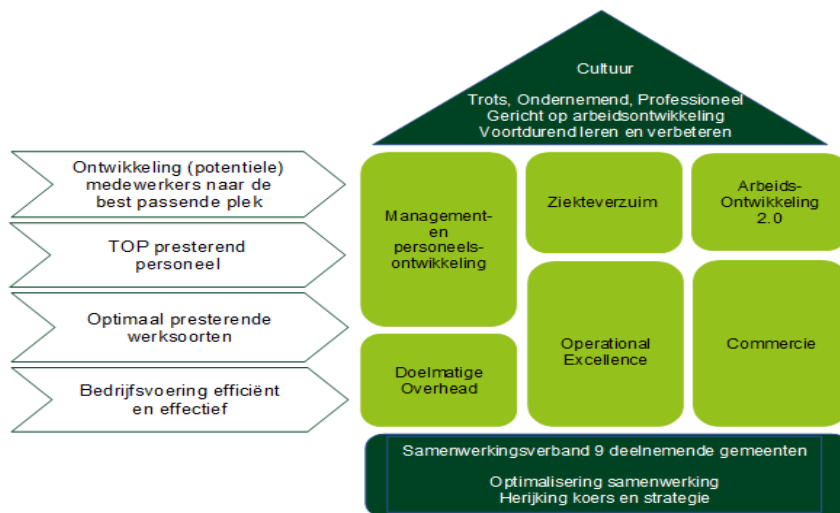 Cultuur
Trots, Ondernemend, Professioneel
Gericht op arbeidsontwikkeling
Voortdurend leren en verbeteren
Ontwikkeling (potentiele)
medewerkers naar de
best passende plek
TOP presterend
personeel
Optimaal presterende
werksoorten
Bedrijfsvoering efficiënt
en effectief
Management-
en
personeels-
ontwikkeling
Ziekteverzuim
Arbeids-
Ontwikkeling
2.0
Doelmatige
Overhead
Operational
Excellence
Commercie
Samenwerkingsverband 9 deelnemende gemeenten
Optimalisering samenwerking
Herijking koers en strategie